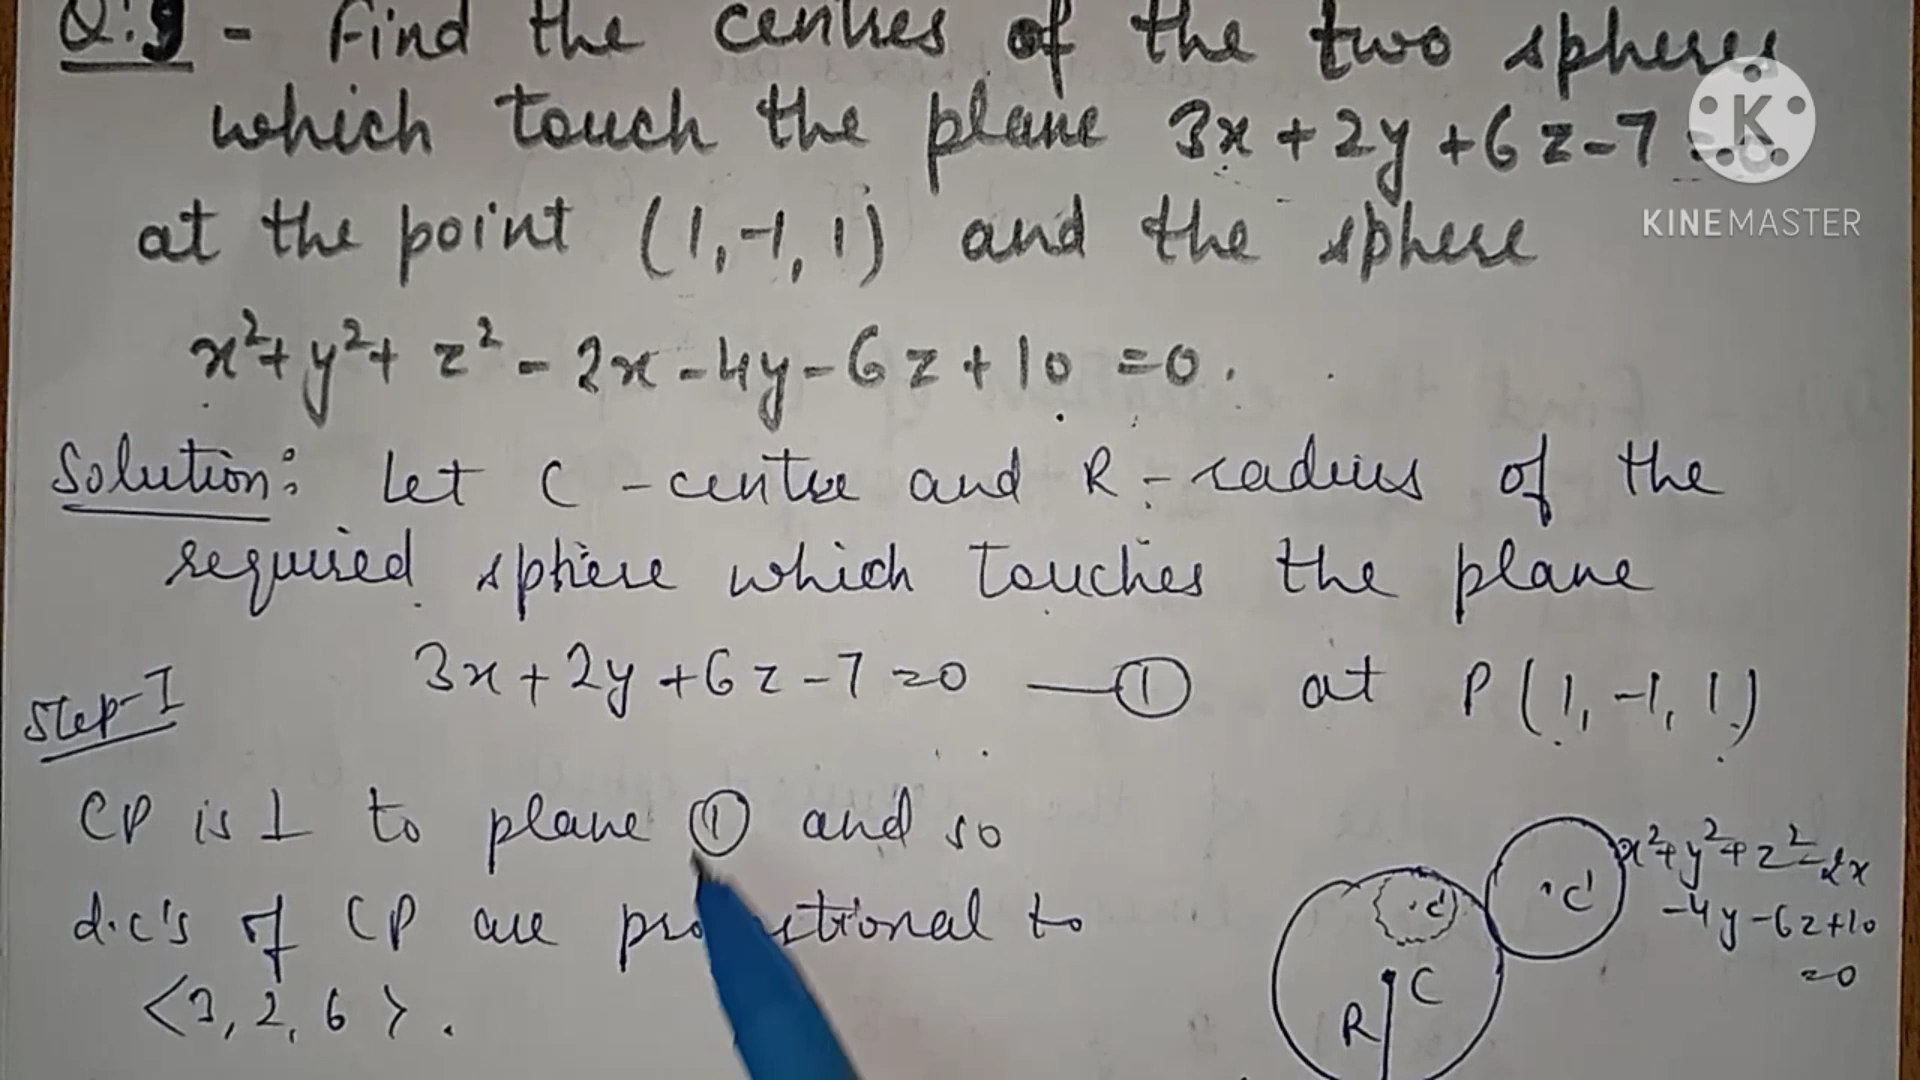 Q.9 - Find the centres of the two spheres
which touch the plane 3x + 2y + 6z - 7
at the point (1, -1, 1) and the sphere
x² + y² + z² - 2x - 4y - 6z + 10 = 0.
Solution: Let C - centre and R - radius of the
required sphere which touches the plane
3x + 2y + 6z - 7 = 0 — ① at P(1, -1, 1)
Step-I
CP is ⊥ to plane ① and so
d.c's of CP are proportional to
<3, 2, 6>.
x² + y² + z² - 2x
- 4y - 6z + 10
= 0
C'
C'
C
R
K
KINEMASTER